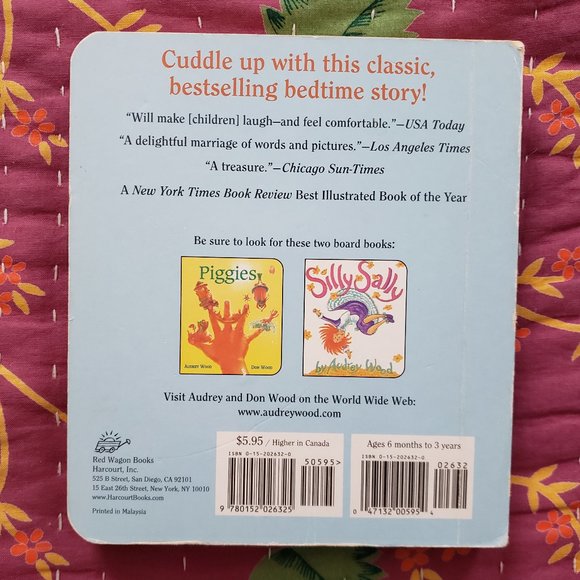 Cuddle up with this classic,
bestselling bedtime story!
“Will make [children] laugh—and feel comfortable.”—USA Today
“A delightful marriage of words and pictures.”—Los Angeles Times
“A treasure.”—Chicago Sun-Times
A New York Times Book Review Best Illustrated Book of the Year
Be sure to look for these two board books:
Piggies
AUDREY WOOD DON WOOD
Silly Sally
by Audrey Wood
Visit Audrey and Don Wood on the World Wide Web:
www.audreywood.com
Red Wagon Books
Harcourt, Inc.
525 B Street, San Diego, CA 92101
15 East 26th Street, New York, NY 10010
www.HarcourtBooks.com
Printed in Malaysia
$5.95 / Higher in Canada
ISBN 0-15-202632-0
50595>
9 780152 026325
Ages 6 months to 3 years
ISBN 0-15-202632-0
02632
0 47132 00595 4